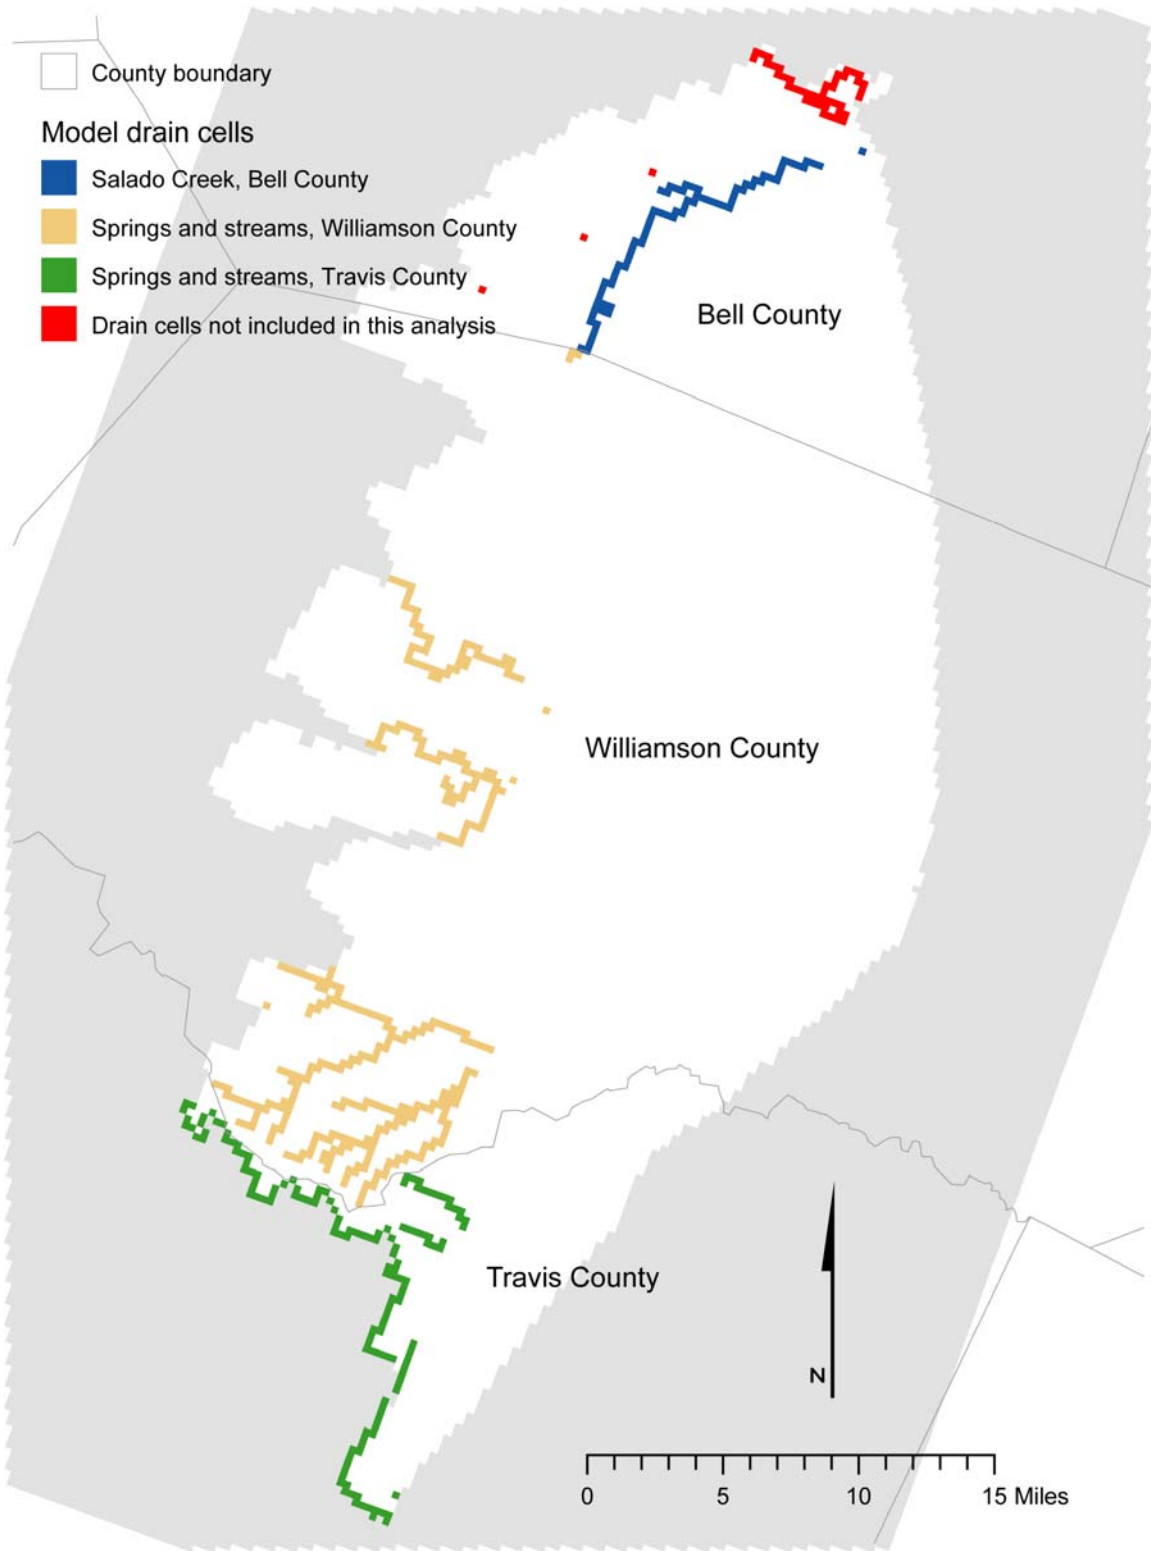 County boundary
Model drain cells
Salado Creek, Bell County
Springs and streams, Williamson County
Springs and streams, Travis County
Drain cells not included in this analysis
Bell County
Williamson County
Travis County
N
0 5 10 15 Miles